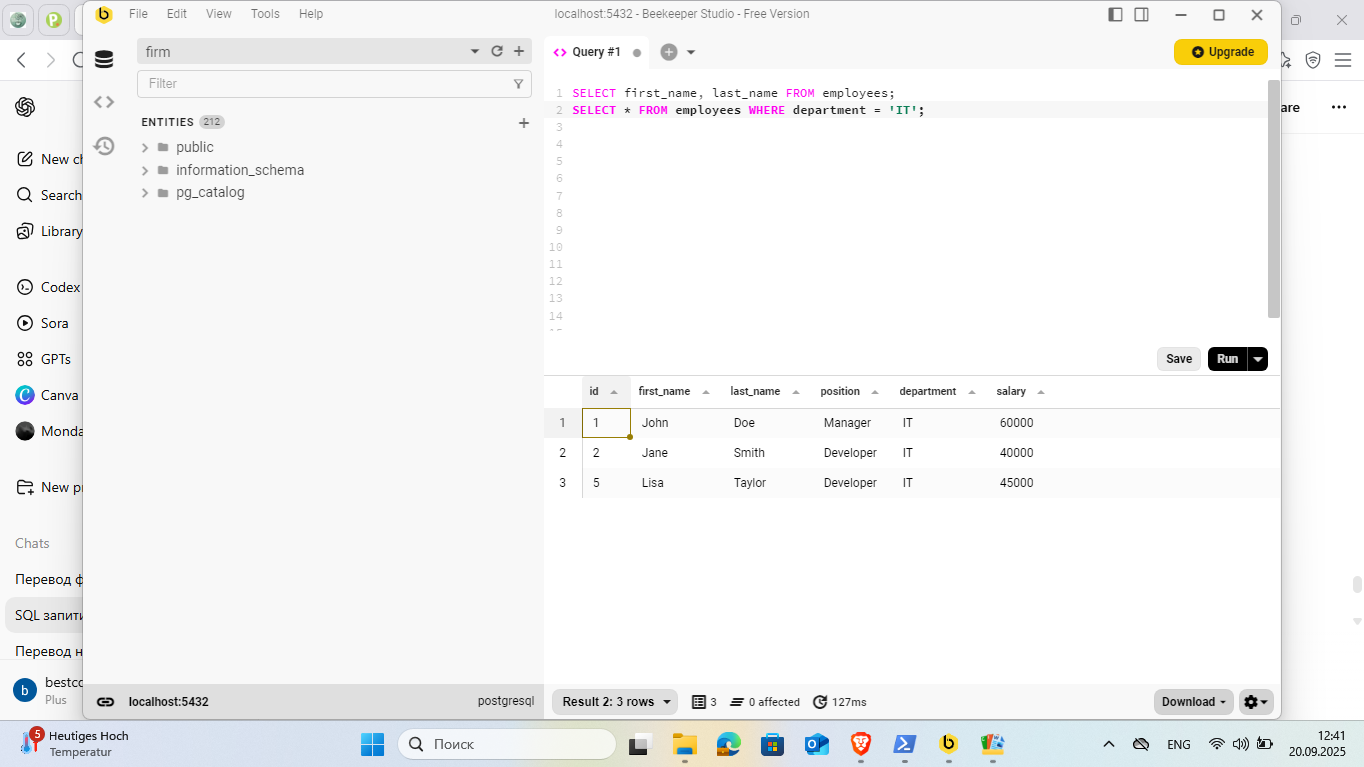 File Edit View Tools Help
localhost:5432 - Beekeeper Studio - Free Version
firm
Query #1
Upgrade
Filter
ENTITIES 212
public
information_schema
pg_catalog
1 SELECT first_name, last_name FROM employees;
2 SELECT * FROM employees WHERE department = 'IT';
3
4
5
6
7
8
9
10
11
12
13
14
Save Run
id first_name last_name position department salary
1 1 John Doe Manager IT 60000
2 2 Jane Smith Developer IT 40000
3 5 Lisa Taylor Developer IT 45000
localhost:5432
postgresql
Result 2: 3 rows 3 0 affected 127ms
Download
New ch
Search
Library
Codex
Sora
GPTs
Canva
Monda
New pr
Chats
Перевод ф
SQL запити
Перевод н
b bestco
Plus
are
5 Heutiges Hoch
Temperatur
Поиск
ENG
12:41
20.09.2025